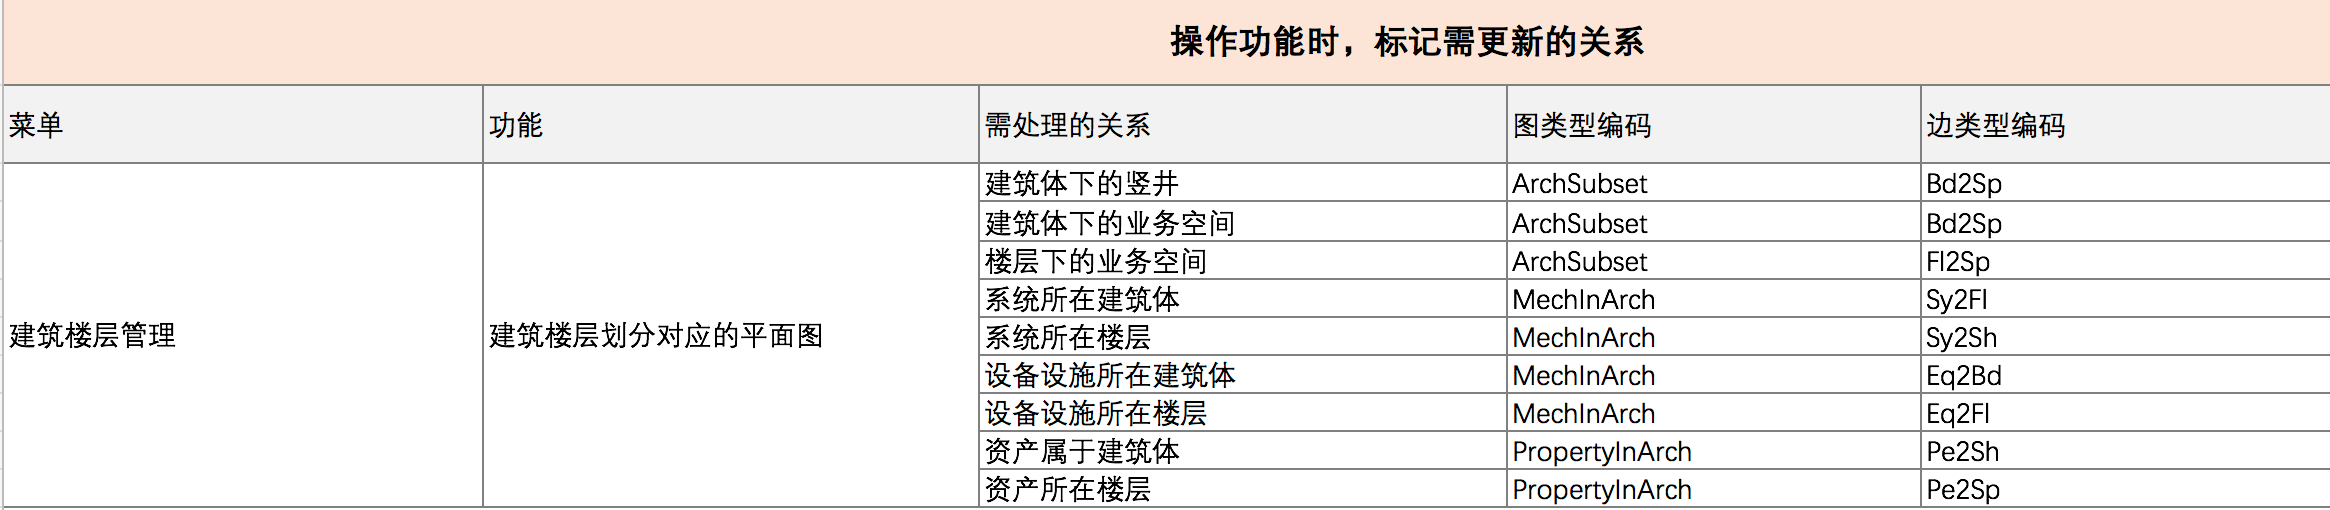 操作功能时，标记需更新的关系
菜单 功能 需处理的关系 图类型编码 边类型编码
建筑体下的竖井 ArchSubset Bd2Sp
建筑体下的业务空间 ArchSubset Bd2Sp
楼层下的业务空间 ArchSubset Fl2Sp
系统所在建筑体 MechInArch Sy2Fl
建筑楼层管理 建筑楼层划分对应的平面图 系统所在楼层 MechInArch Sy2Sh
设备设施所在建筑体 MechInArch Eq2Bd
设备设施所在楼层 MechInArch Eq2Fl
资产属于建筑体 PropertyInArch Pe2Sh
资产所在楼层 PropertyInArch Pe2Sp